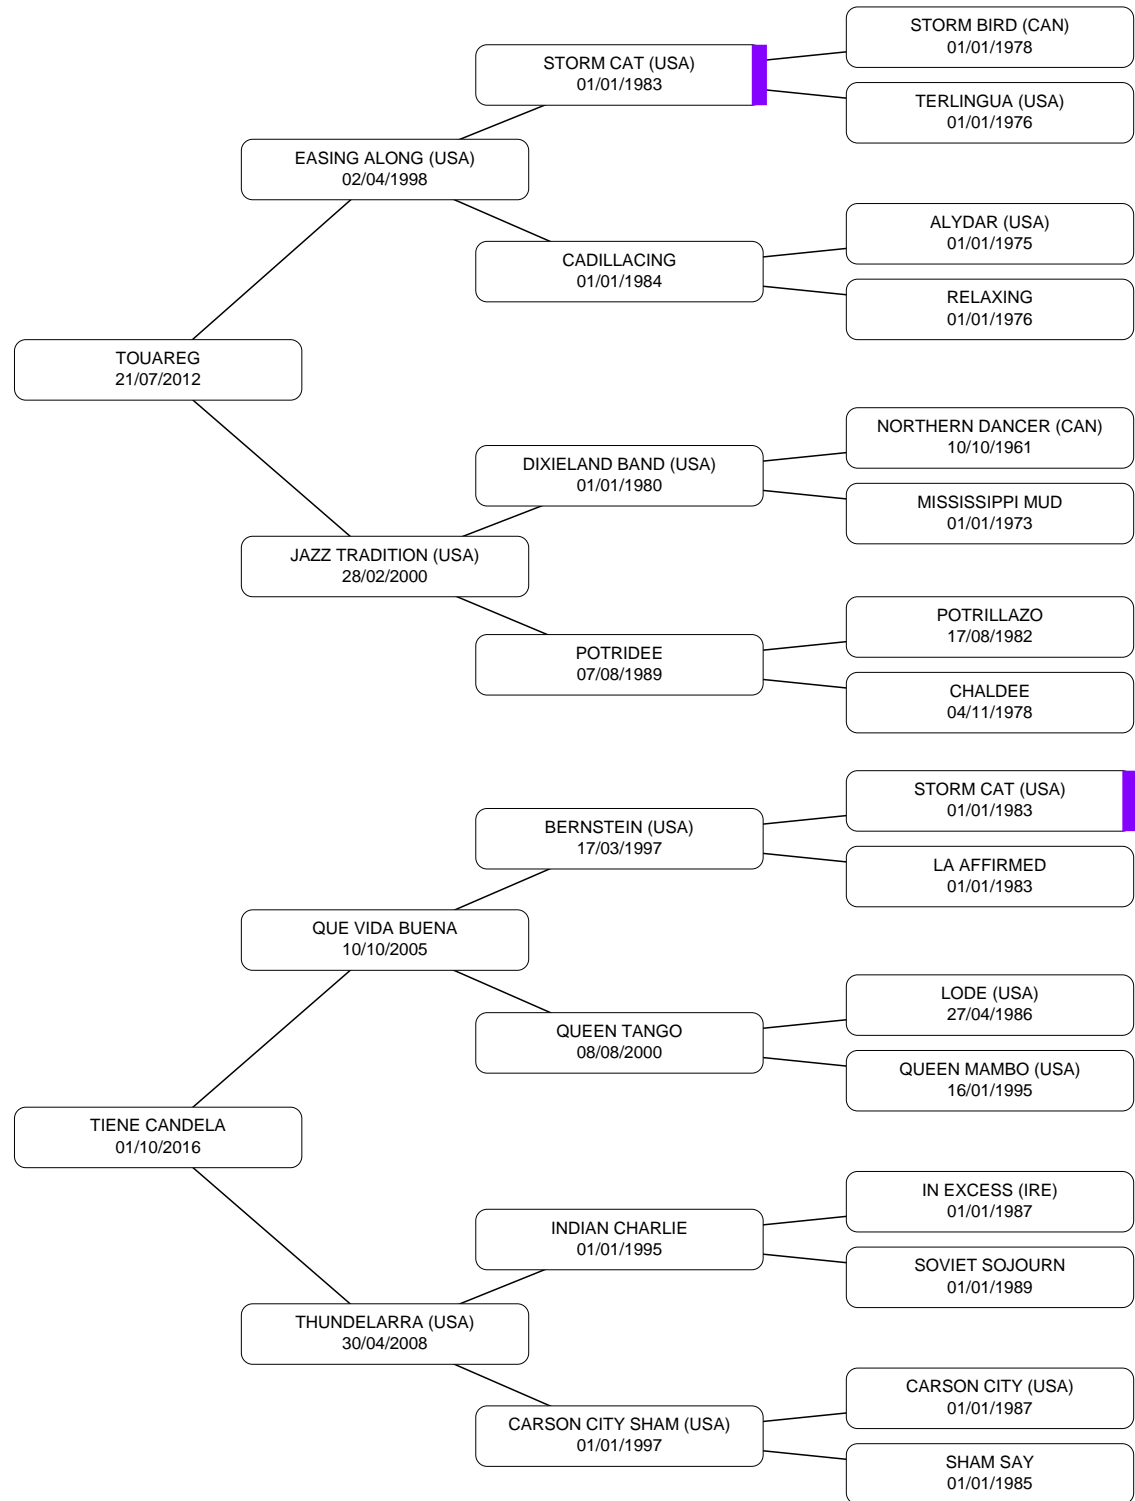 STORM BIRD (CAN)
01/01/1978
STORM CAT (USA)
01/01/1983
TERLINGUA (USA)
01/01/1976
EASING ALONG (USA)
02/04/1998
ALYDAR (USA)
01/01/1975
CADILLACING
01/01/1984
RELAXING
01/01/1976
TOUAREG
21/07/2012
NORTHERN DANCER (CAN)
10/10/1961
DIXIELAND BAND (USA)
01/01/1980
MISSISSIPPI MUD
01/01/1973
JAZZ TRADITION (USA)
28/02/2000
POTRILLAZO
17/08/1982
POTRIDEE
07/08/1989
CHALDEE
04/11/1978
STORM CAT (USA)
01/01/1983
BERNSTEIN (USA)
17/03/1997
LA AFFIRMED
01/01/1983
QUE VIDA BUENA
10/10/2005
LODE (USA)
27/04/1986
QUEEN TANGO
08/08/2000
QUEEN MAMBO (USA)
16/01/1995
TIENE CANDELA
01/10/2016
IN EXCESS (IRE)
01/01/1987
INDIAN CHARLIE
01/01/1995
SOVIET SOJOURN
01/01/1989
THUNDELARRA (USA)
30/04/2008
CARSON CITY (USA)
01/01/1987
CARSON CITY SHAM (USA)
01/01/1997
SHAM SAY
01/01/1985